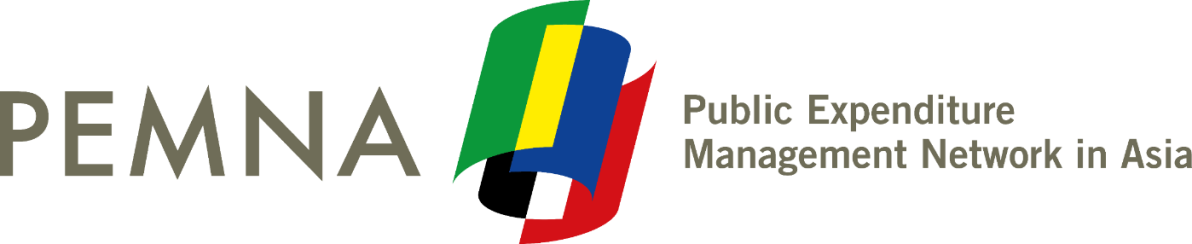 PEMNA
Public Expenditure
Management Network in Asia